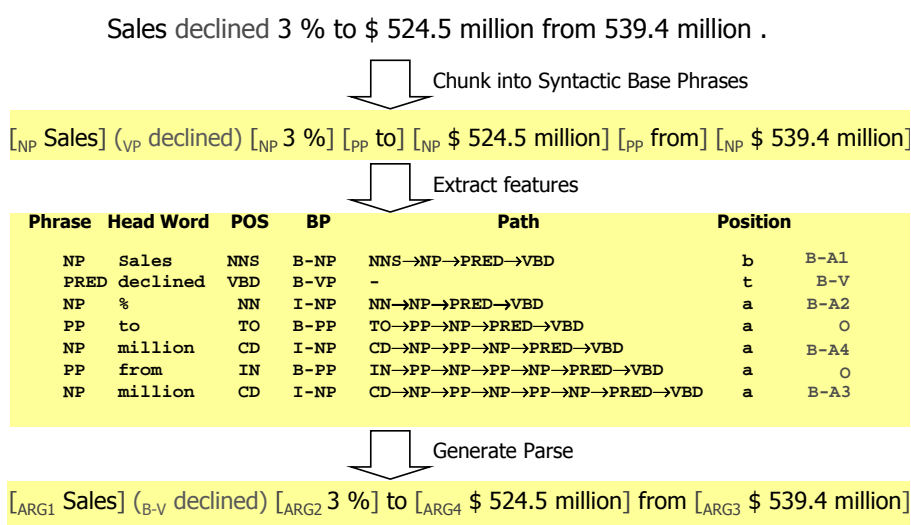 Sales declined 3 % to $ 524.5 million from 539.4 million .
Chunk into Syntactic Base Phrases
[NP Sales] (VP declined) [NP 3 %] [PP to] [NP $ 524.5 million] [PP from] [NP $ 539.4 million]
Extract features
Phrase Head Word POS BP Path Position
NP Sales NNS B-NP NNS→NP→PRED→VBD b B-A1
PRED declined VBD B-VP - t B-V
NP % NN I-NP NN→NP→PRED→VBD a B-A2
PP to TO B-PP TO→PP→NP→PRED→VBD a O
NP million CD I-NP CD→NP→PP→NP→PRED→VBD a B-A4
PP from IN B-PP IN→PP→NP→PP→NP→PRED→VBD a O
NP million CD I-NP CD→NP→PP→NP→PP→NP→PRED→VBD a B-A3
Generate Parse
[ARG1 Sales] (B-V declined) [ARG2 3 %] to [ARG4 $ 524.5 million] from [ARG3 $ 539.4 million]